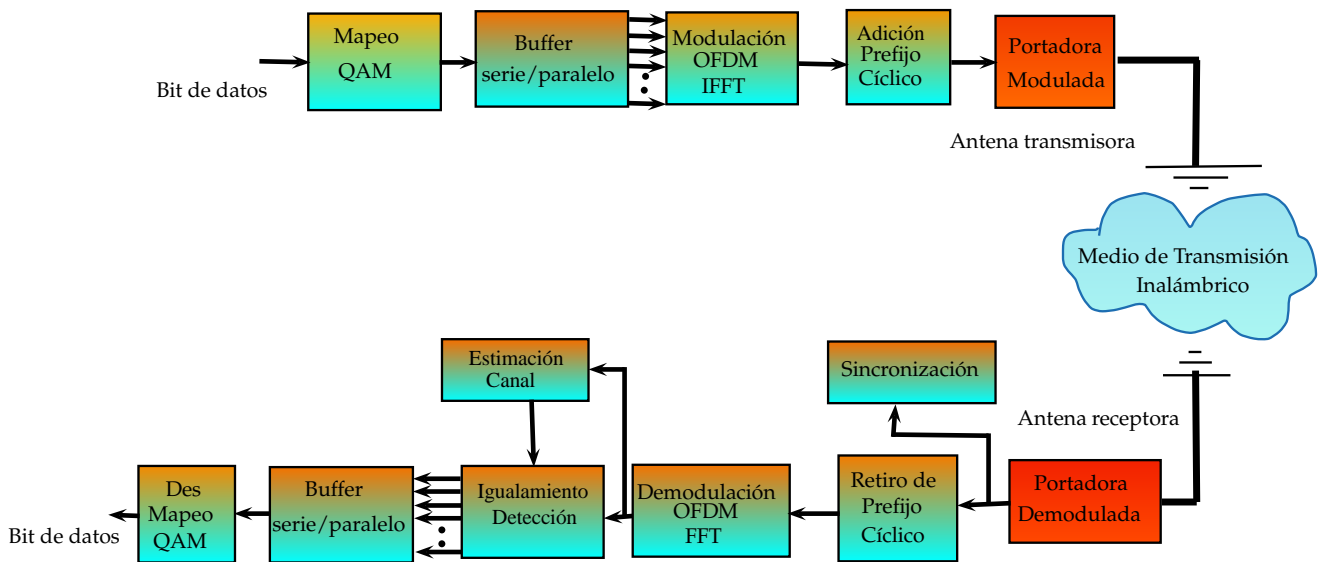 Bit de datos
Mapeo
QAM
Buffer
serie/paralelo
Modulación
OFDM
IFFT
Adición
Prefijo
Cíclico
Portadora
Modulada
Antena transmisora
Medio de Transmisión
Inalámbrico
Antena receptora
Portadora
Demodulada
Sincronización
Retiro de
Prefijo
Cíclico
Demodulación
OFDM
FFT
Estimación
Canal
Igualamiento
Detección
Buffer
serie/paralelo
Des
Mapeo
QAM
Bit de datos